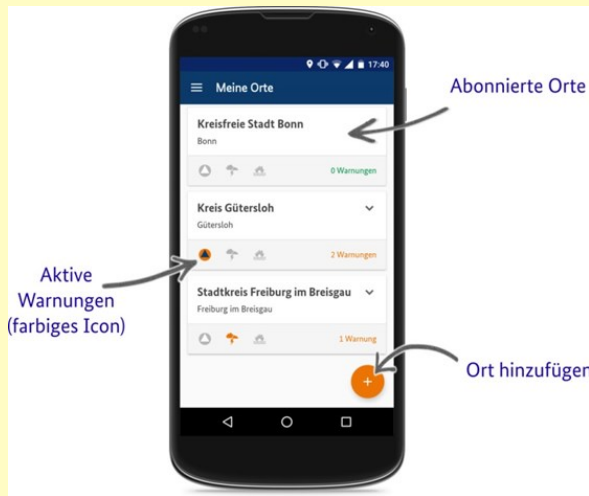 17:40
Meine Orte
Abonnierte Orte
Kreisfreie Stadt Bonn
Bonn
0 Warnungen
Kreis Gütersloh
Gütersloh
2 Warnungen
Aktive
Warnungen
(farbiges Icon)
Stadtkreis Freiburg im Breisgau
Freiburg im Breisgau
1 Warnung
+
Ort hinzufügen